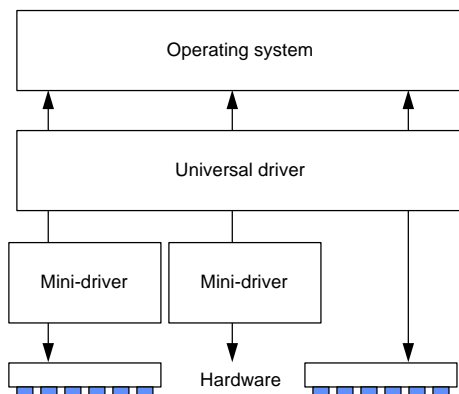 Operating system
Universal driver
Mini-driver
Mini-driver
Hardware